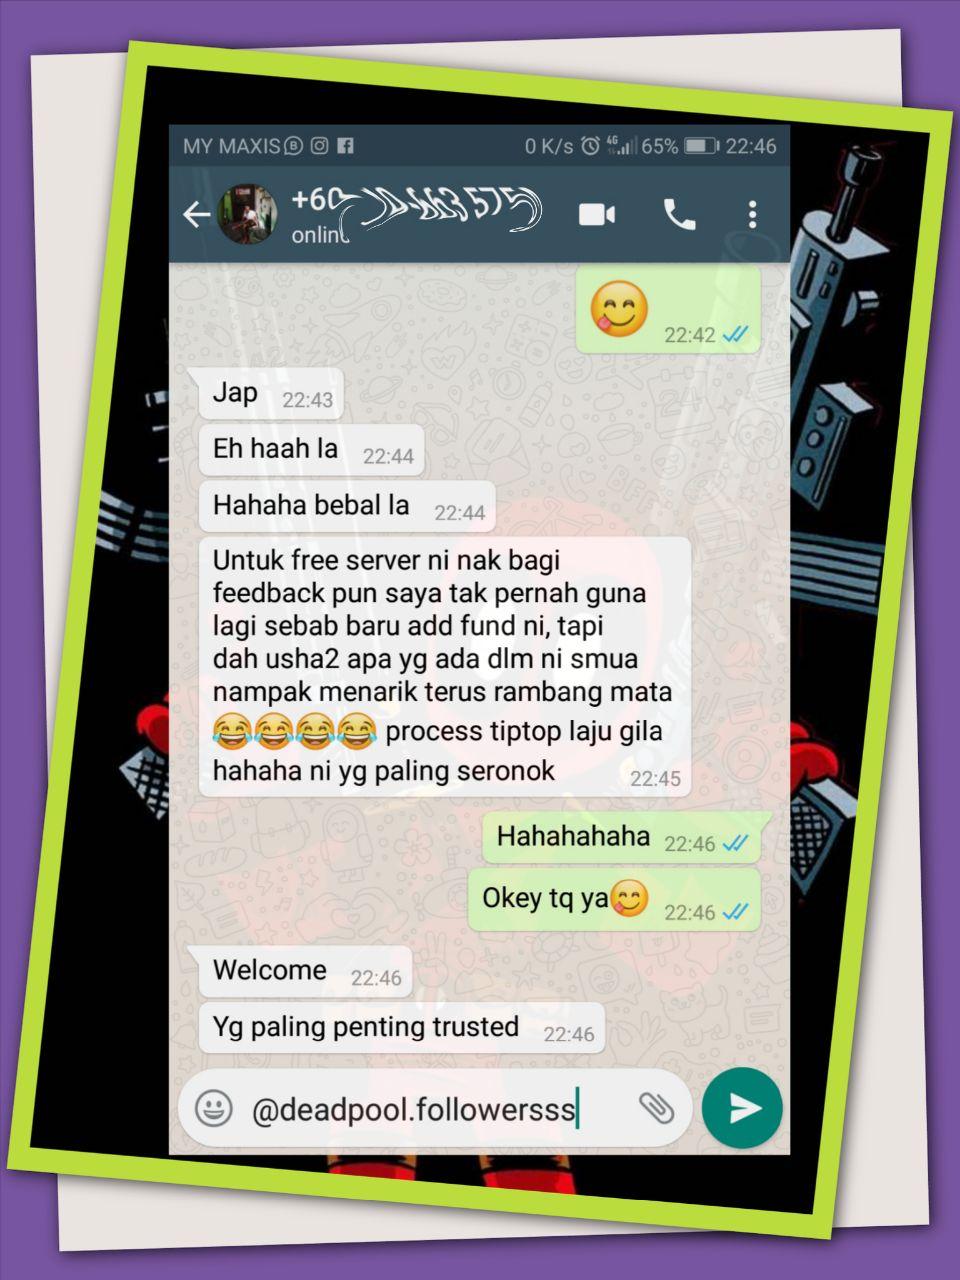 MY MAXIS
0 K/s 4G 65% 22:46
+60
online
22:42
Jap 22:43
Eh haah la 22:44
Hahaha bebal la 22:44
Untuk free server ni nak bagi
feedback pun saya tak pernah guna
lagi sebab baru add fund ni, tapi
dah usha2 apa yg ada dlm ni smua
nampak menarik terus rambang mata
😂😂😂😂 process tiptop laju gila
hahaha ni yg paling seronok 22:45
Hahahahaha 22:46
Okey tq ya😋 22:46
Welcome 22:46
Yg paling penting trusted 22:46
@deadpool.followersss